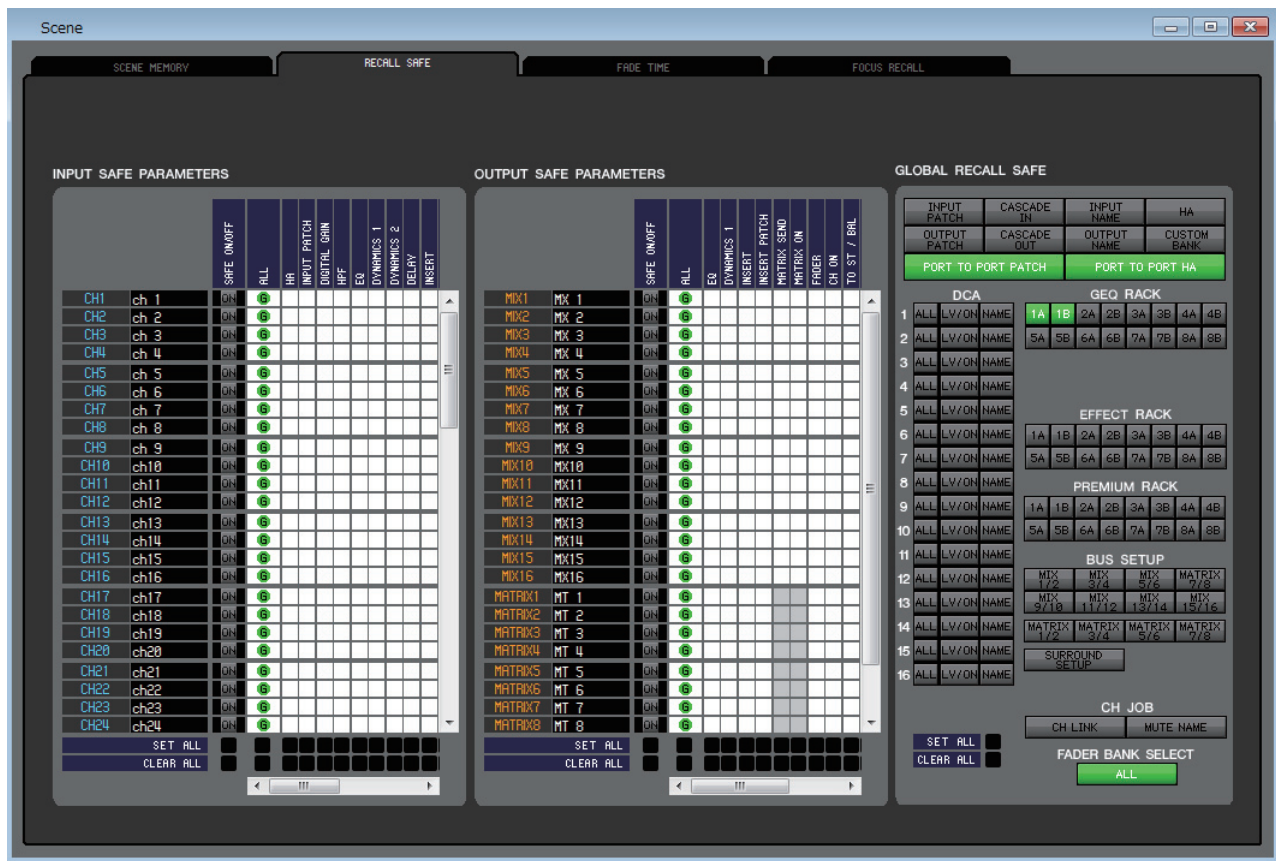 Scene
SCENE MEMORY
RECALL SAFE
FADE TIME
FOCUS RECALL
INPUT SAFE PARAMETERS
SAFE ON/OFF
ALL
HA
INPUT PATCH
DIGITAL GAIN
HPF
EQ
DYNAMICS 1
DYNAMICS 2
DELAY
INSERT
CH1 ch 1 ON G
CH2 ch 2 ON G
CH3 ch 3 ON G
CH4 ch 4 ON G
CH5 ch 5 ON G
CH6 ch 6 ON G
CH7 ch 7 ON G
CH8 ch 8 ON G
CH9 ch 9 ON G
CH10 ch10 ON G
CH11 ch11 ON G
CH12 ch12 ON G
CH13 ch13 ON G
CH14 ch14 ON G
CH15 ch15 ON G
CH16 ch16 ON G
CH17 ch17 ON G
CH18 ch18 ON G
CH19 ch19 ON G
CH20 ch20 ON G
CH21 ch21 ON G
CH22 ch22 ON G
CH23 ch23 ON G
CH24 ch24 ON G
SET ALL
CLEAR ALL
OUTPUT SAFE PARAMETERS
SAFE ON/OFF
ALL
EQ
DYNAMICS 1
INSERT
INSERT PATCH
MATRIX SEND
MATRIX ON
FADER
CH ON
TO ST / BAL
MIX1 MX 1 ON G
MIX2 MX 2 ON G
MIX3 MX 3 ON G
MIX4 MX 4 ON G
MIX5 MX 5 ON G
MIX6 MX 6 ON G
MIX7 MX 7 ON G
MIX8 MX 8 ON G
MIX9 MX 9 ON G
MIX10 MX10 ON G
MIX11 MX11 ON G
MIX12 MX12 ON G
MIX13 MX13 ON G
MIX14 MX14 ON G
MIX15 MX15 ON G
MIX16 MX16 ON G
MATRIX1 MT 1 ON G
MATRIX2 MT 2 ON G
MATRIX3 MT 3 ON G
MATRIX4 MT 4 ON G
MATRIX5 MT 5 ON G
MATRIX6 MT 6 ON G
MATRIX7 MT 7 ON G
MATRIX8 MT 8 ON G
SET ALL
CLEAR ALL
GLOBAL RECALL SAFE
INPUT PATCH
CASCADE IN
INPUT NAME
HA
OUTPUT PATCH
CASCADE OUT
OUTPUT NAME
CUSTOM BANK
PORT TO PORT PATCH
PORT TO PORT HA
DCA
1 ALL LV/ON NAME
2 ALL LV/ON NAME
3 ALL LV/ON NAME
4 ALL LV/ON NAME
5 ALL LV/ON NAME
6 ALL LV/ON NAME
7 ALL LV/ON NAME
8 ALL LV/ON NAME
9 ALL LV/ON NAME
10 ALL LV/ON NAME
11 ALL LV/ON NAME
12 ALL LV/ON NAME
13 ALL LV/ON NAME
14 ALL LV/ON NAME
15 ALL LV/ON NAME
16 ALL LV/ON NAME
SET ALL
CLEAR ALL
GEQ RACK
1A 1B 2A 2B 3A 3B 4A 4B
5A 5B 6A 6B 7A 7B 8A 8B
EFFECT RACK
1A 1B 2A 2B 3A 3B 4A 4B
5A 5B 6A 6B 7A 7B 8A 8B
PREMIUM RACK
1A 1B 2A 2B 3A 3B 4A 4B
5A 5B 6A 6B 7A 7B 8A 8B
BUS SETUP
MIX 1/2
MIX 3/4
MIX 5/6
MATRIX 7/8
MIX 9/10
MIX 11/12
MIX 13/14
MIX 15/16
MATRIX 1/2
MATRIX 3/4
MATRIX 5/6
MATRIX 7/8
SURROUND SETUP
CH JOB
CH LINK
MUTE NAME
FADER BANK SELECT
ALL